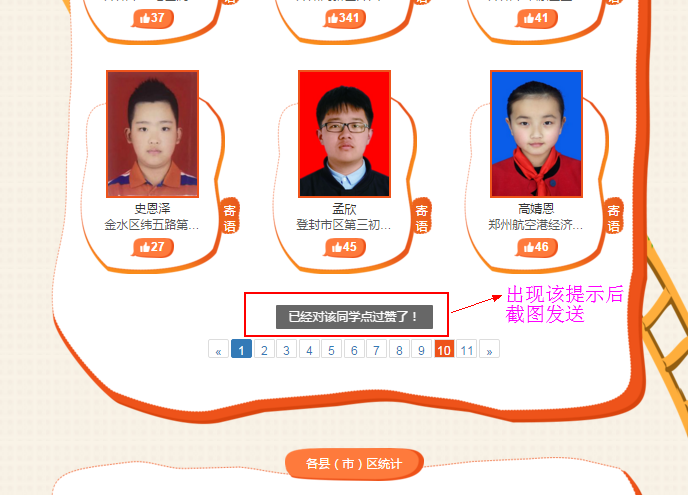 37
341
41
史恩泽
金水区纬五路第...
寄语
27
孟欣
登封市区第三初...
寄语
45
高婧恩
郑州航空港经济...
寄语
46
已经对该同学点过赞了！
出现该提示后
截图发送
« 1 2 3 4 5 6 7 8 9 10 11 »
各县（市）区统计